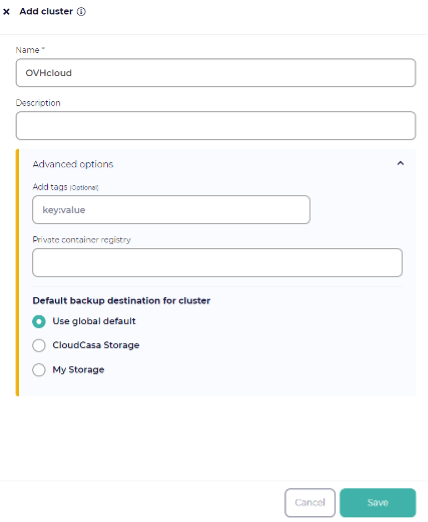 Add cluster
Name *
OVHcloud
Description
Advanced options
Add tags (Optional)
key:value
Private container registry
Default backup destination for cluster
Use global default
CloudCasa Storage
My Storage
Cancel Save